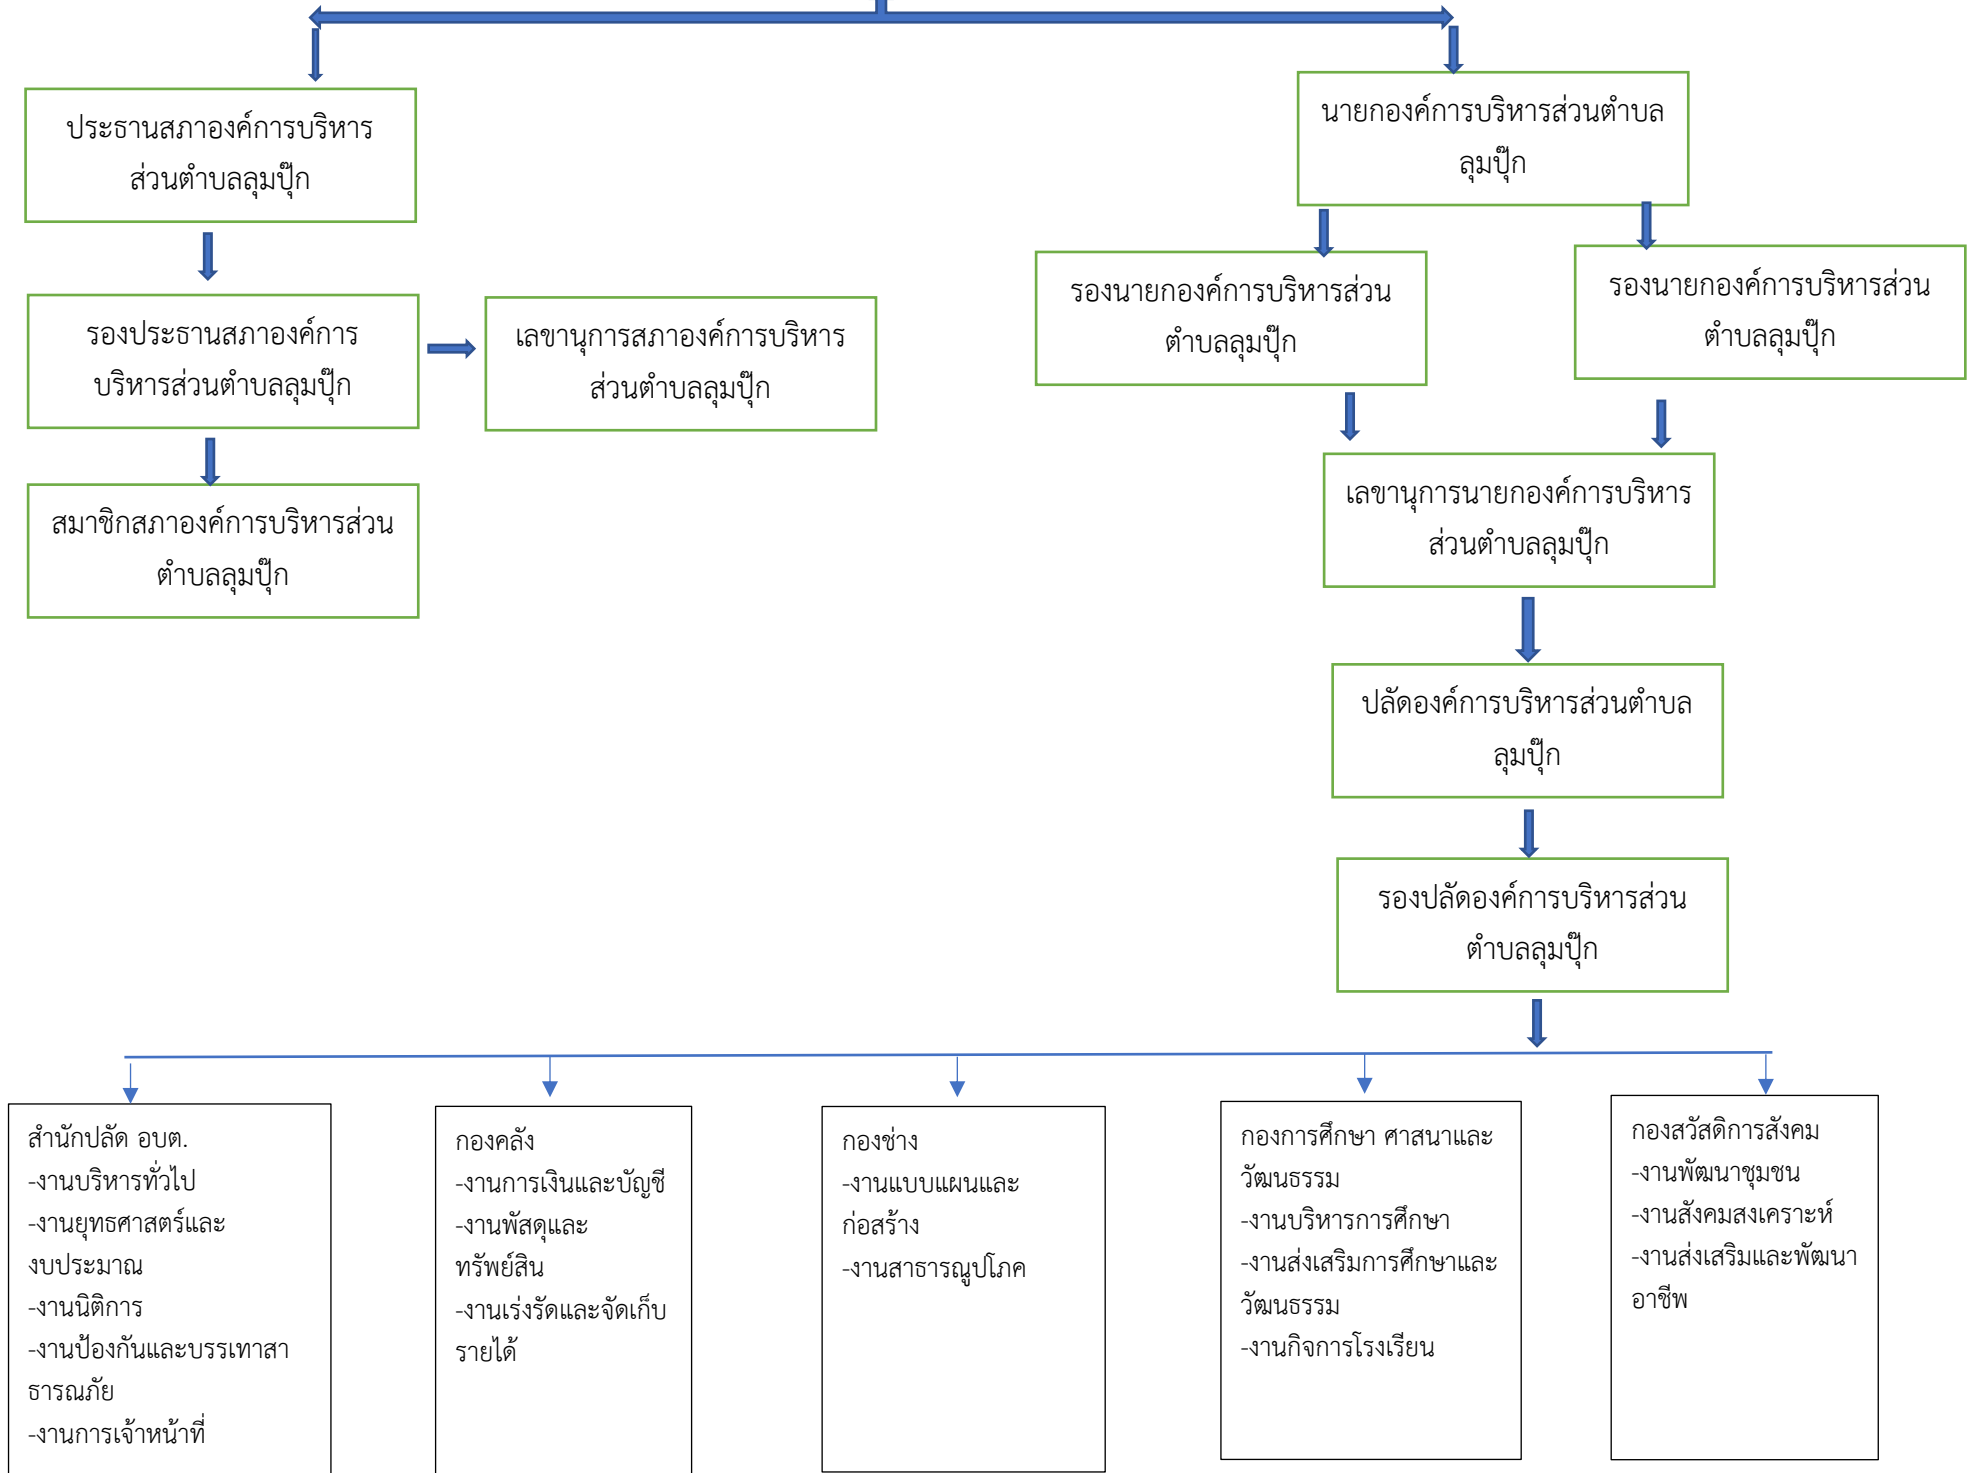 ประธานสภาองค์การบริหาร
ส่วนตำบลลุมปุ๊ก
นายกองค์การบริหารส่วนตำบล
ลุมปุ๊ก
รองประธานสภาองค์การ
บริหารส่วนตำบลลุมปุ๊ก
เลขานุการสภาองค์การบริหาร
ส่วนตำบลลุมปุ๊ก
รองนายกองค์การบริหารส่วน
ตำบลลุมปุ๊ก
รองนายกองค์การบริหารส่วน
ตำบลลุมปุ๊ก
สมาชิกสภาองค์การบริหารส่วน
ตำบลลุมปุ๊ก
เลขานุการนายกองค์การบริหาร
ส่วนตำบลลุมปุ๊ก
ปลัดองค์การบริหารส่วนตำบล
ลุมปุ๊ก
รองปลัดองค์การบริหารส่วน
ตำบลลุมปุ๊ก
สำนักปลัด อบต.
-งานบริหารทั่วไป
-งานยุทธศาสตร์และ
งบประมาณ
-งานนิติการ
-งานป้องกันและบรรเทาสา
ธารณภัย
-งานการเจ้าหน้าที่
กองคลัง
-งานการเงินและบัญชี
-งานพัสดุและ
ทรัพย์สิน
-งานเร่งรัดและจัดเก็บ
รายได้
กองช่าง
-งานแบบแผนและ
ก่อสร้าง
-งานสาธารณูปโภค
กองการศึกษา ศาสนาและ
วัฒนธรรม
-งานบริหารการศึกษา
-งานส่งเสริมการศึกษาและ
วัฒนธรรม
-งานกิจการโรงเรียน
กองสวัสดิการสังคม
-งานพัฒนาชุมชน
-งานสังคมสงเคราะห์
-งานส่งเสริมและพัฒนา
อาชีพ